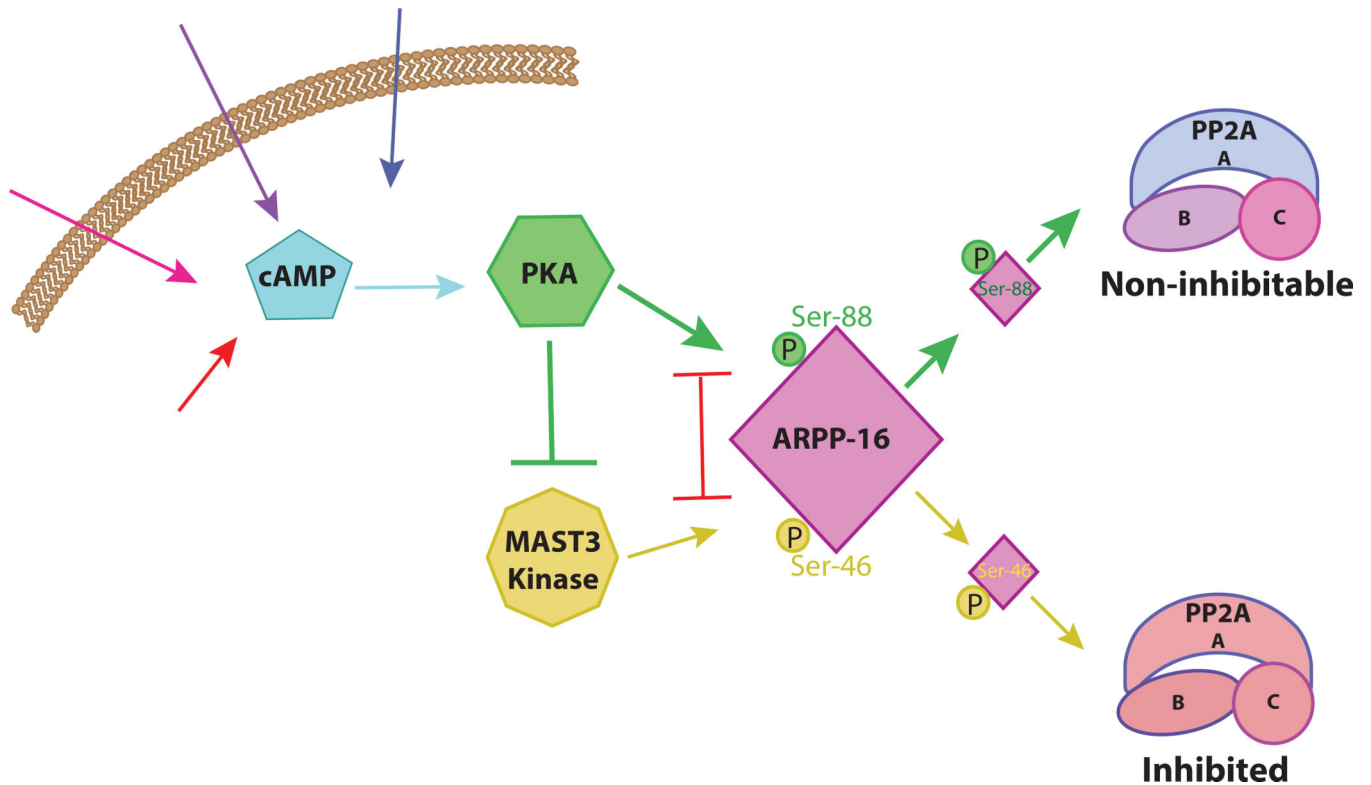 PP2A
A
B
C
Non-inhibitable
cAMP
PKA
P
Ser-88
Ser-88
P
ARPP-16
MAST3
Kinase
P
Ser-46
Ser-46
P
PP2A
A
B
C
Inhibited